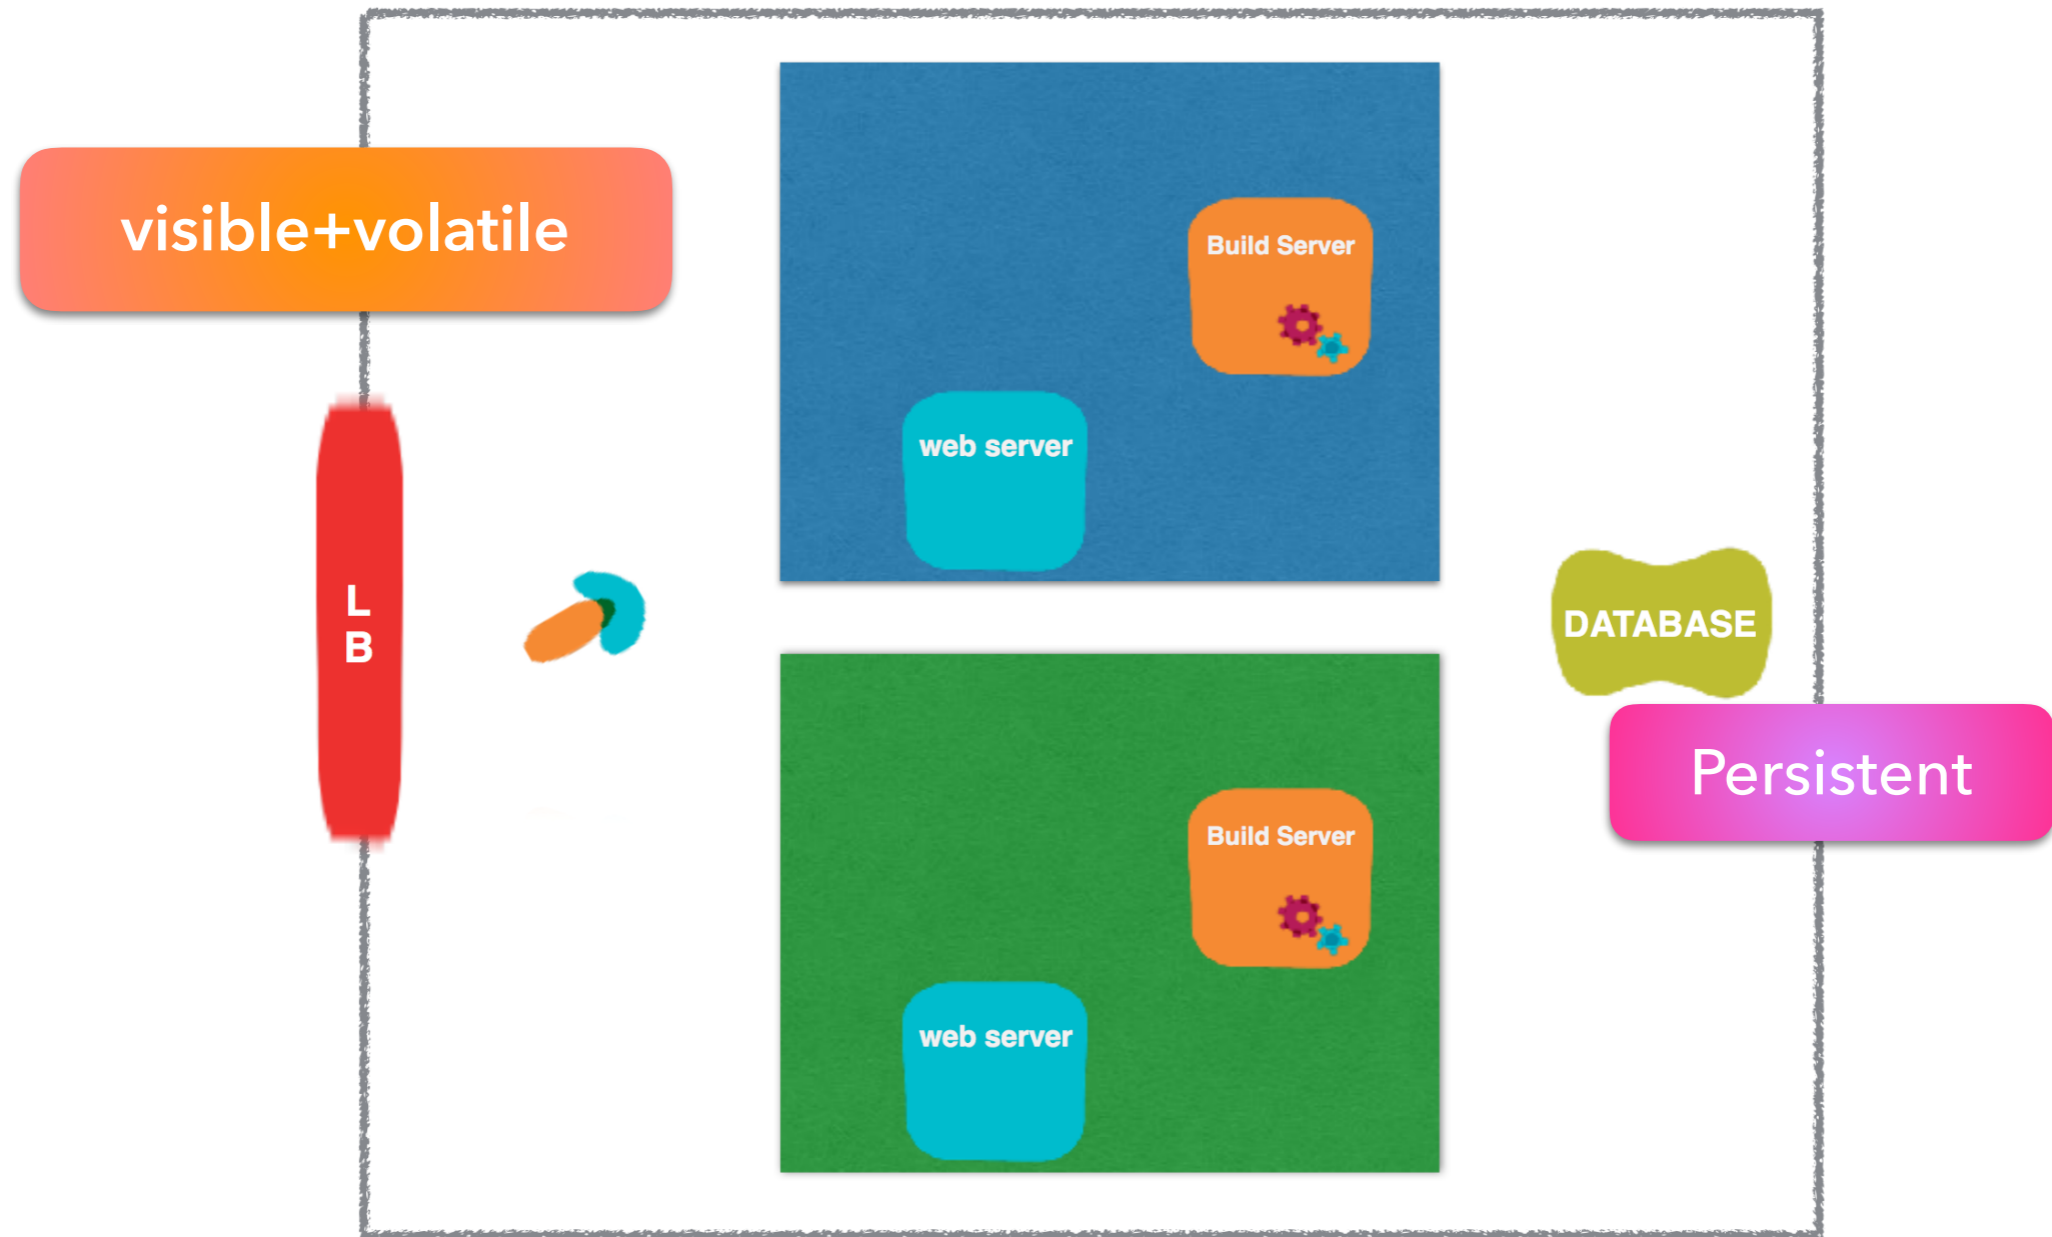 visible+volatile
Build Server
web server
L
B
DATABASE
Persistent
Build Server
web server